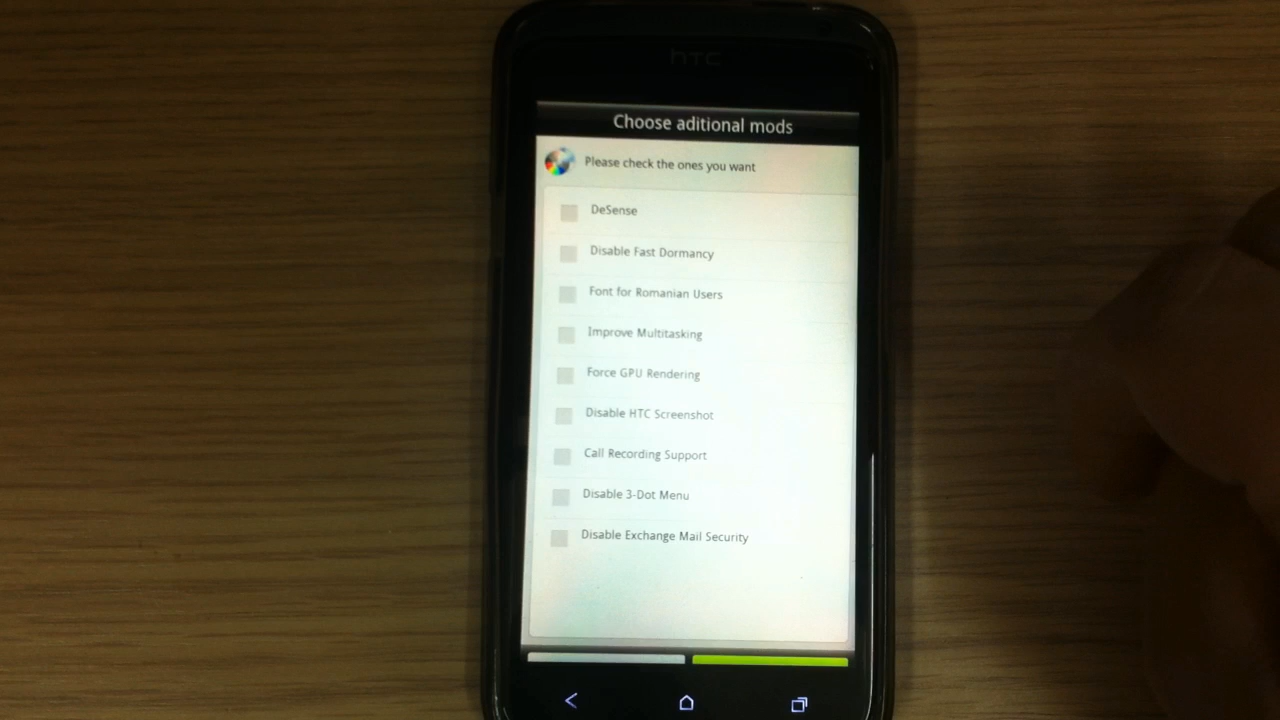 hTC
Choose aditional mods
Please check the ones you want
DeSense
Disable Fast Dormancy
Font for Romanian Users
Improve Multitasking
Force GPU Rendering
Disable HTC Screenshot
Call Recording Support
Disable 3-Dot Menu
Disable Exchange Mail Security